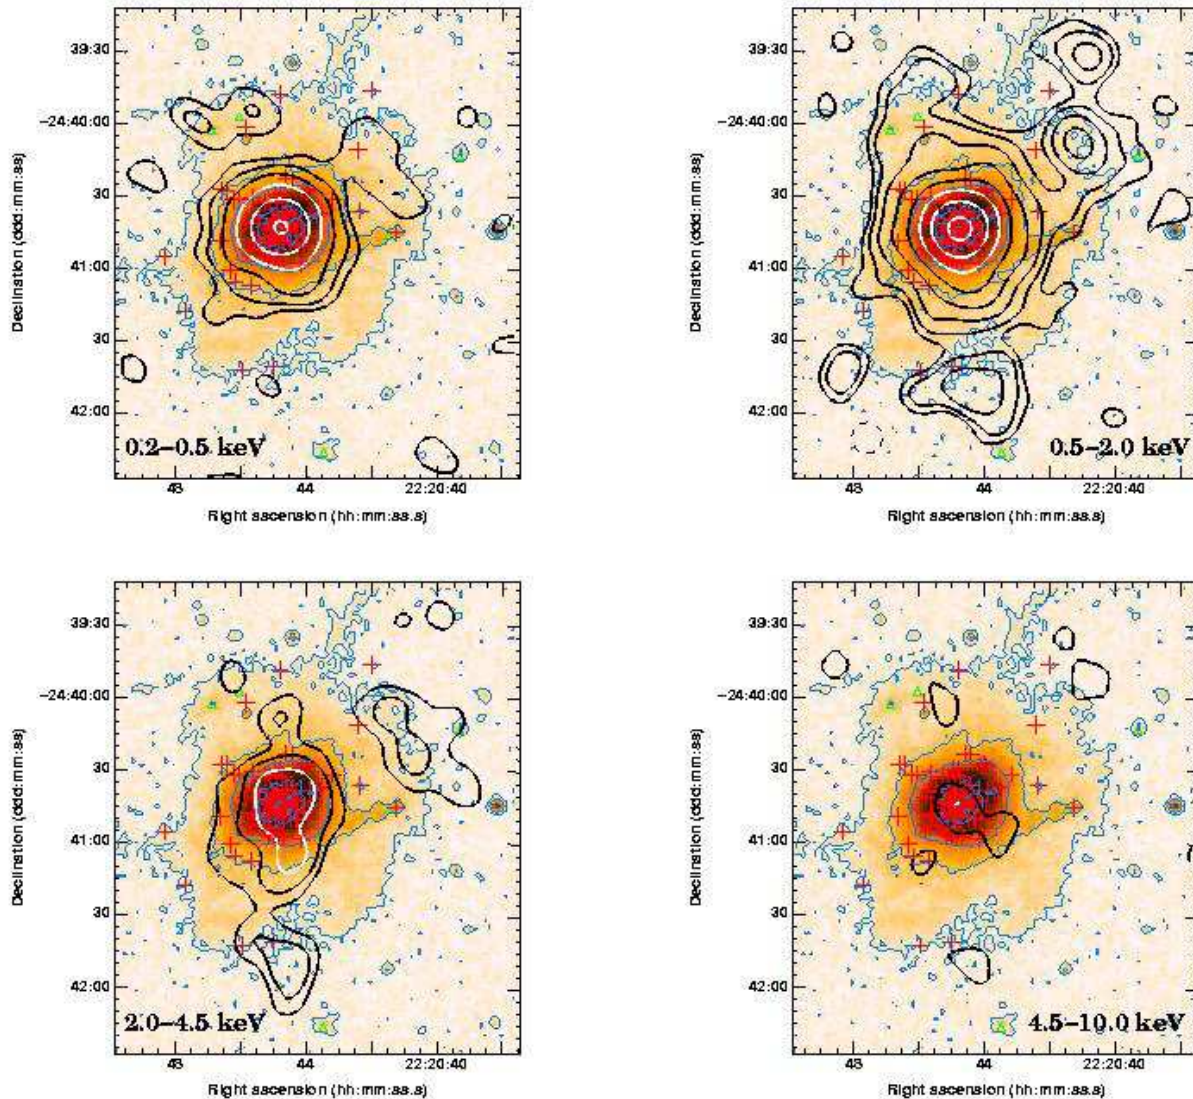 39:30
−24:40:00
30
41:00
30
42:00
Declination (ddd:mm:ss)
0.2–0.5 keV
48 44 22:20:40
Right ascension (hh:mm:ss.s)
39:30
−24:40:00
30
41:00
30
42:00
Declination (ddd:mm:ss)
0.5–2.0 keV
48 44 22:20:40
Right ascension (hh:mm:ss.s)
39:30
−24:40:00
30
41:00
30
42:00
Declination (ddd:mm:ss)
2.0–4.5 keV
48 44 22:20:40
Right ascension (hh:mm:ss.s)
39:30
−24:40:00
30
41:00
30
42:00
Declination (ddd:mm:ss)
4.5–10.0 keV
48 44 22:20:40
Right ascension (hh:mm:ss.s)